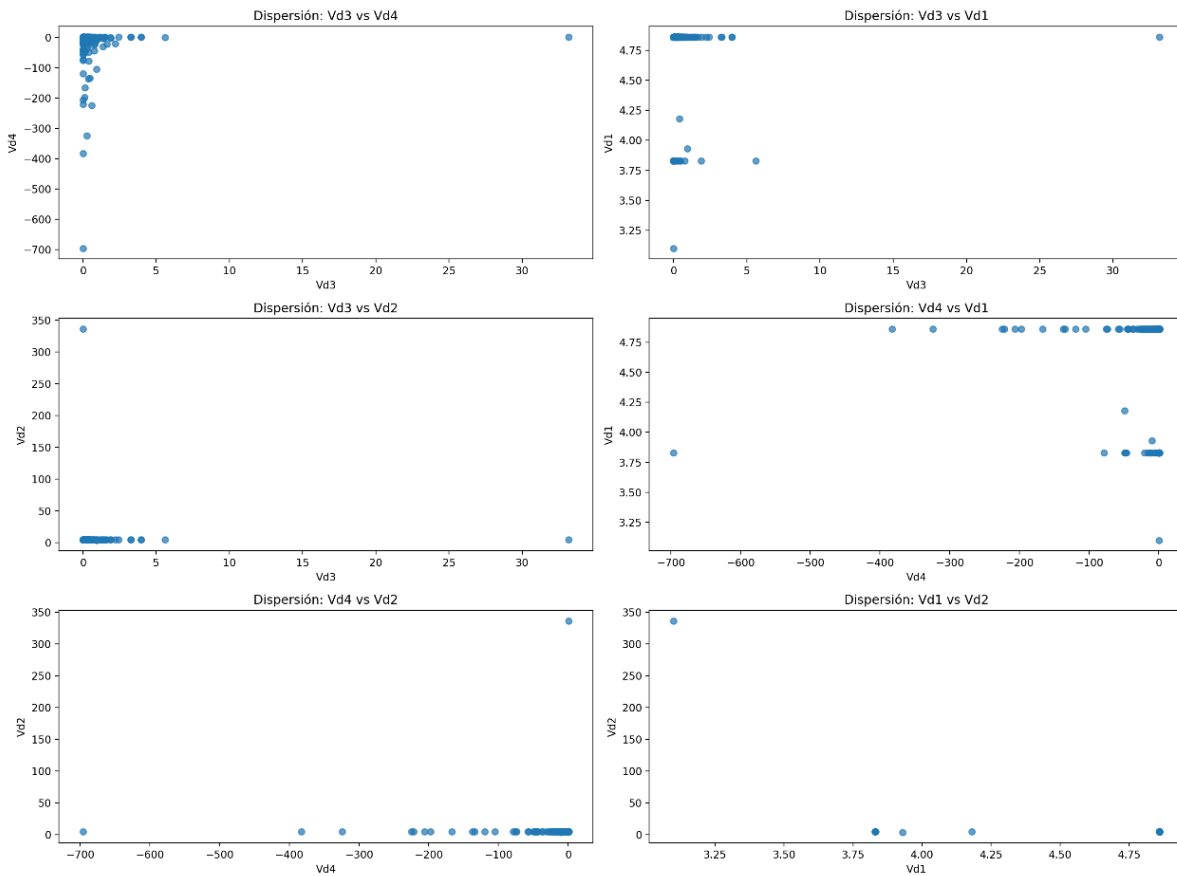 Dispersión: Vd3 vs Vd4
0
−100
−200
−300
−400
−500
−600
−700
Vd4
0 5 10 15 20 25 30
Vd3
Dispersión: Vd3 vs Vd1
4.75
4.50
4.25
4.00
3.75
3.50
3.25
Vd1
0 5 10 15 20 25 30
Vd3
Dispersión: Vd3 vs Vd2
350
300
250
200
150
100
50
0
Vd2
0 5 10 15 20 25 30
Vd3
Dispersión: Vd4 vs Vd1
4.75
4.50
4.25
4.00
3.75
3.50
3.25
Vd1
−700 −600 −500 −400 −300 −200 −100 0
Vd4
Dispersión: Vd4 vs Vd2
350
300
250
200
150
100
50
0
Vd2
−700 −600 −500 −400 −300 −200 −100 0
Vd4
Dispersión: Vd1 vs Vd2
350
300
250
200
150
100
50
0
Vd2
3.25 3.50 3.75 4.00 4.25 4.50 4.75
Vd1